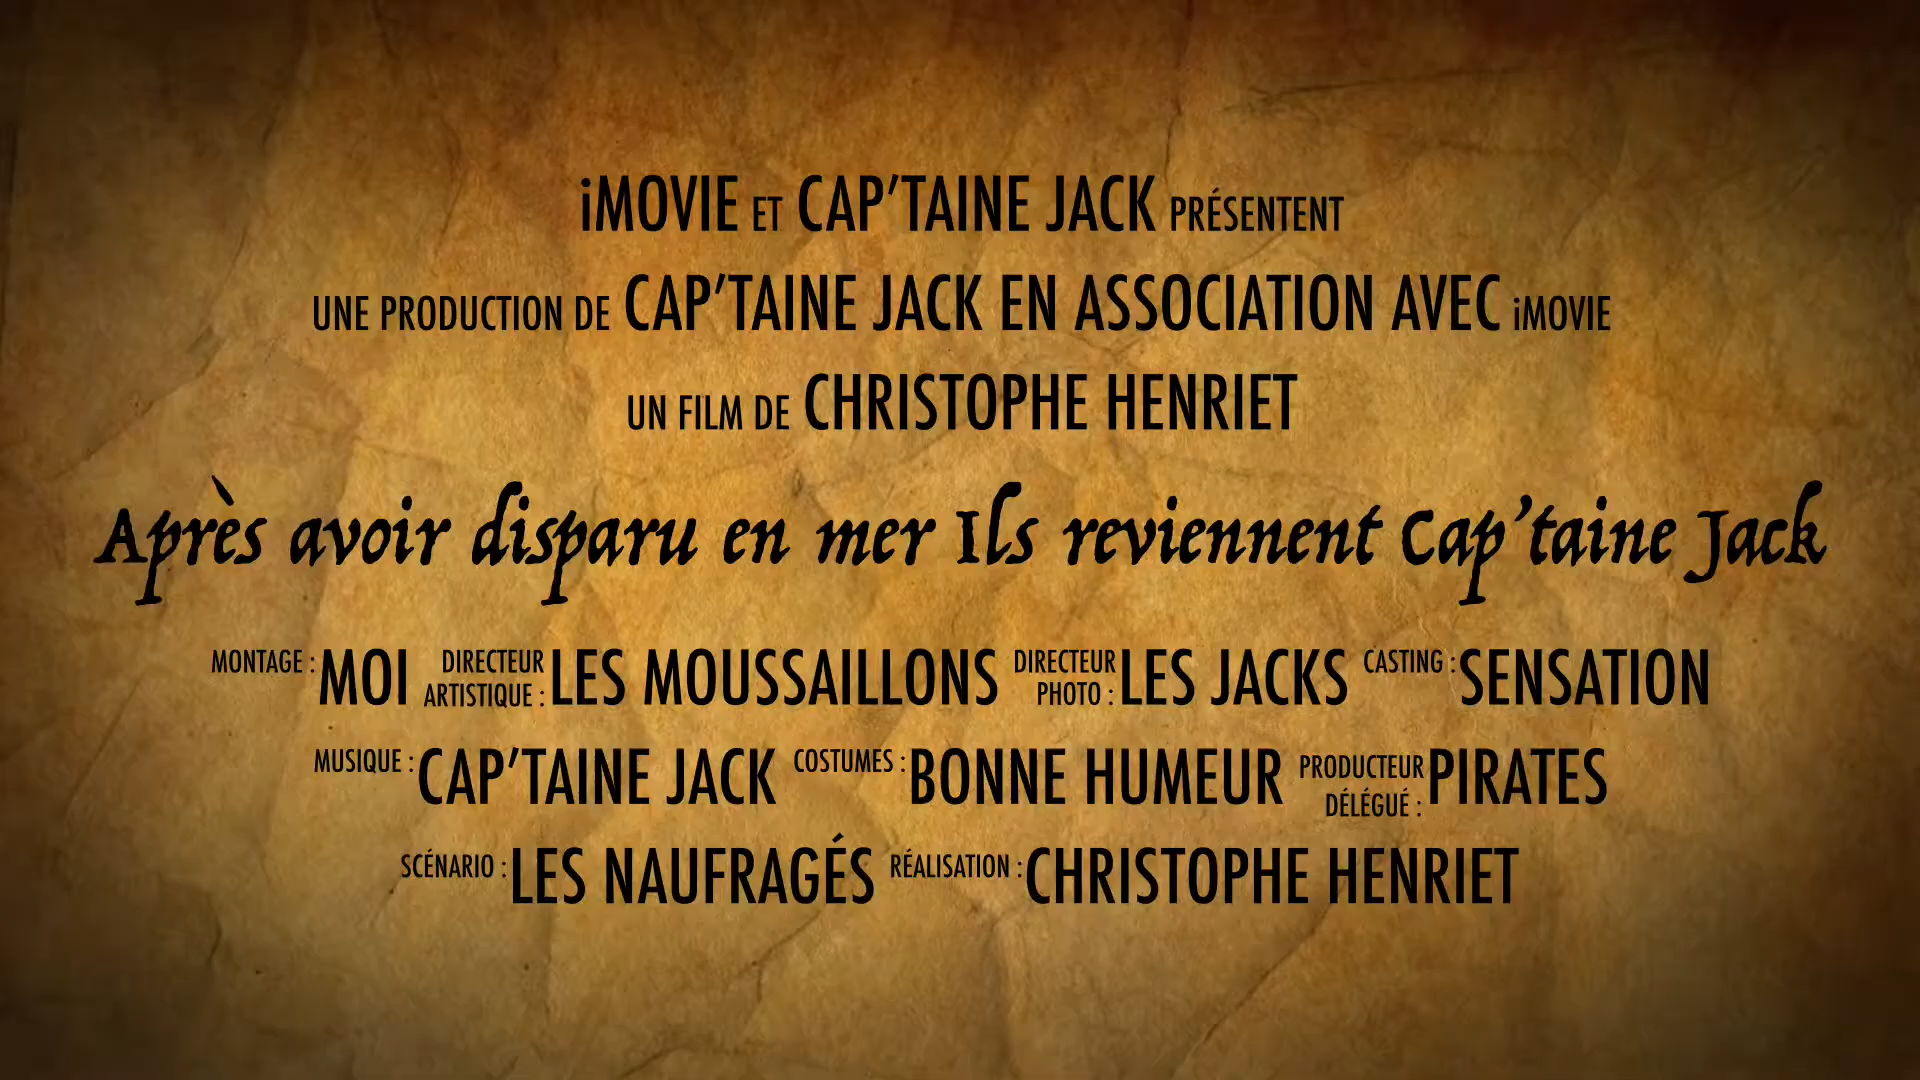 iMOVIE ET CAP'TAINE JACK PRÉSENTENT
UNE PRODUCTION DE CAP'TAINE JACK EN ASSOCIATION AVEC iMOVIE
UN FILM DE CHRISTOPHE HENRIET
Après avoir disparu en mer Ils reviennent Cap'taine Jack
MONTAGE : MOI DIRECTEUR ARTISTIQUE : LES MOUSSAILLONS DIRECTEUR PHOTO : LES JACKS CASTING : SENSATION
MUSIQUE : CAP'TAINE JACK COSTUMES : BONNE HUMEUR PRODUCTEUR DÉLÉGUÉ : PIRATES
SCÉNARIO : LES NAUFRAGÉS RÉALISATION : CHRISTOPHE HENRIET